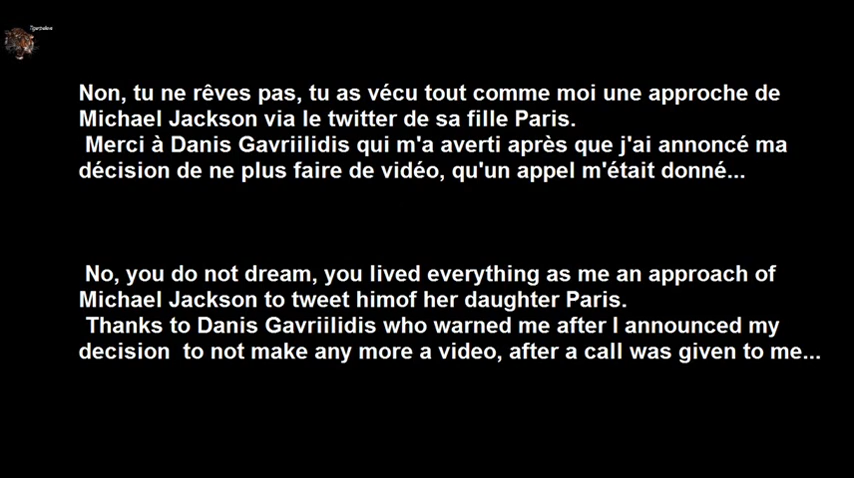 Non, tu ne rêves pas, tu as vécu tout comme moi une approche de
Michael Jackson via le twitter de sa fille Paris.
Merci à Danis Gavriilidis qui m'a averti après que j'ai annoncé ma
décision de ne plus faire de vidéo, qu'un appel m'était donné...
No, you do not dream, you lived everything as me an approach of
Michael Jackson to tweet himof her daughter Paris.
Thanks to Danis Gavriilidis who warned me after I announced my
decision to not make any more a video, after a call was given to me...